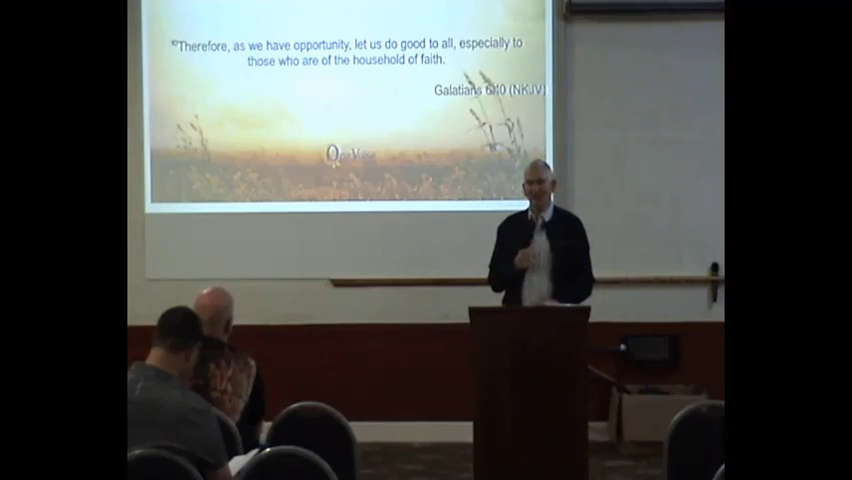 ¹⁰Therefore, as we have opportunity, let us do good to all, especially to
those who are of the household of faith.
Galatians 6:10 (NKJV)